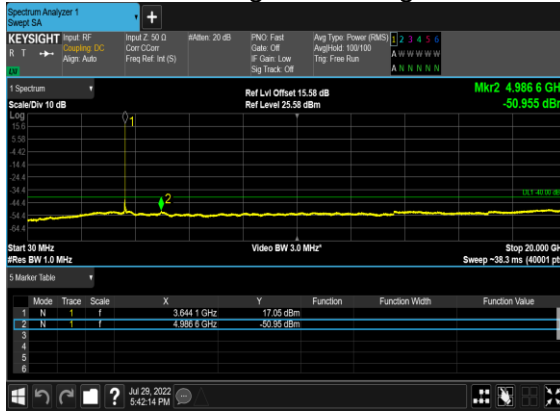 Spectrum Analyzer 1
Swept SA
+
KEYSIGHT Input: RF Input Z: 50 Ω #Atten: 20 dB PNO: Fast Avg Type: Power (RMS) 1 2 3 4 5 6
R T Coupling: DC Corr CCorr Gate: Off Avg|Hold: 100/100 A W W W W W
Align: Auto Freq Ref: Int (S) IF Gain: Low Trig: Free Run
Sig Track: Off A N N N N N
LU
1 Spectrum Ref Lvl Offset 15.58 dB Mkr2 4.986 6 GH
Scale/Div 10 dB Ref Level 25.58 dBm -50.955 dB
Log
15.6
5.58
-4.42
-14.4
-24.4
-34.4
-44.4
-54.4
-64.4
1
2
Start 30 MHz Video BW 3.0 MHz* Stop 20.000 GH
#Res BW 1.0 MHz Sweep ~38.3 ms (40001 pt
5 Marker Table
Mode Trace Scale X Y Function Function Width Function Value
1 N 1 f 3.644 1 GHz 17.05 dBm
2 N 1 f 4.986 6 GHz -50.95 dBm
3
4
5
6
? Jul 29, 2022
5:42:14 PM